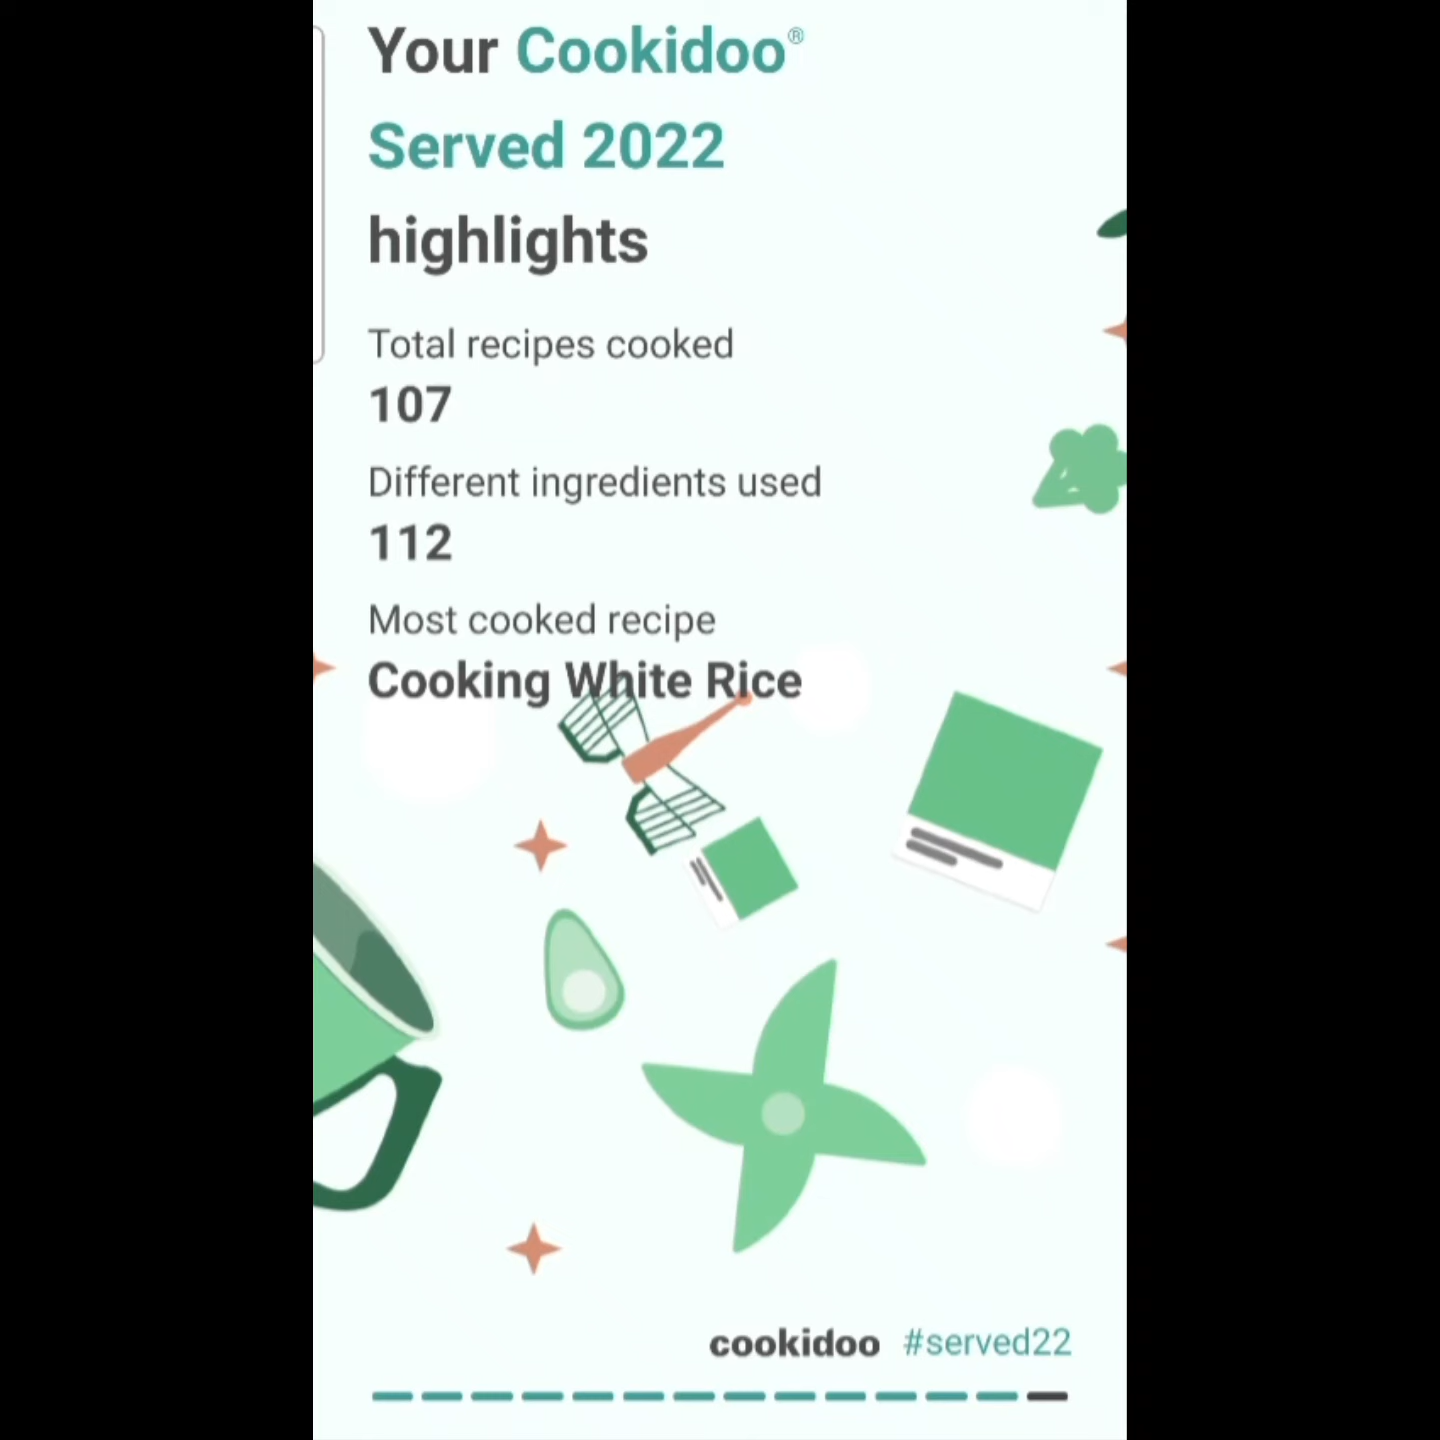 Your Cookidoo®
Served 2022
highlights
Total recipes cooked
107
Different ingredients used
112
Most cooked recipe
Cooking White Rice
cookidoo #served22